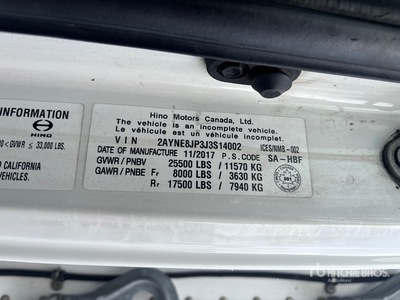 INFORMATION
HINO
0 < GVWR ≤ 33,000 LBS.
CALIFORNIA
VEHICLES.
Hino Motors Canada, Ltd.
The vehicle is an incomplete vehicle.
Le véhicule est un véhicule incomplet.
VIN 2AYNE8JP3J3S14002 ICES/NMB-002
DATE OF MANUFACTURE 11/2017 P.S.CODE SA-HBF
GVWR / PNBV 25500 LBS / 11570 KG
GAWR / PNBE Fr 8000 LBS / 3630 KG
Rr 17500 LBS / 7940 KG
RITCHIE BROS.